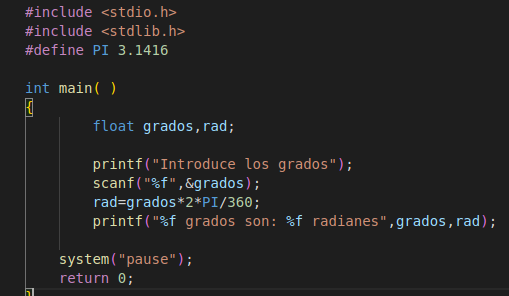 #include <stdio.h>
#include <stdlib.h>
#define PI 3.1416
int main( )
{
float grados,rad;
printf("Introduce los grados");
scanf("%f",&grados);
rad=grados*2*PI/360;
printf("%f grados son: %f radianes",grados,rad);
system("pause");
return 0;
}